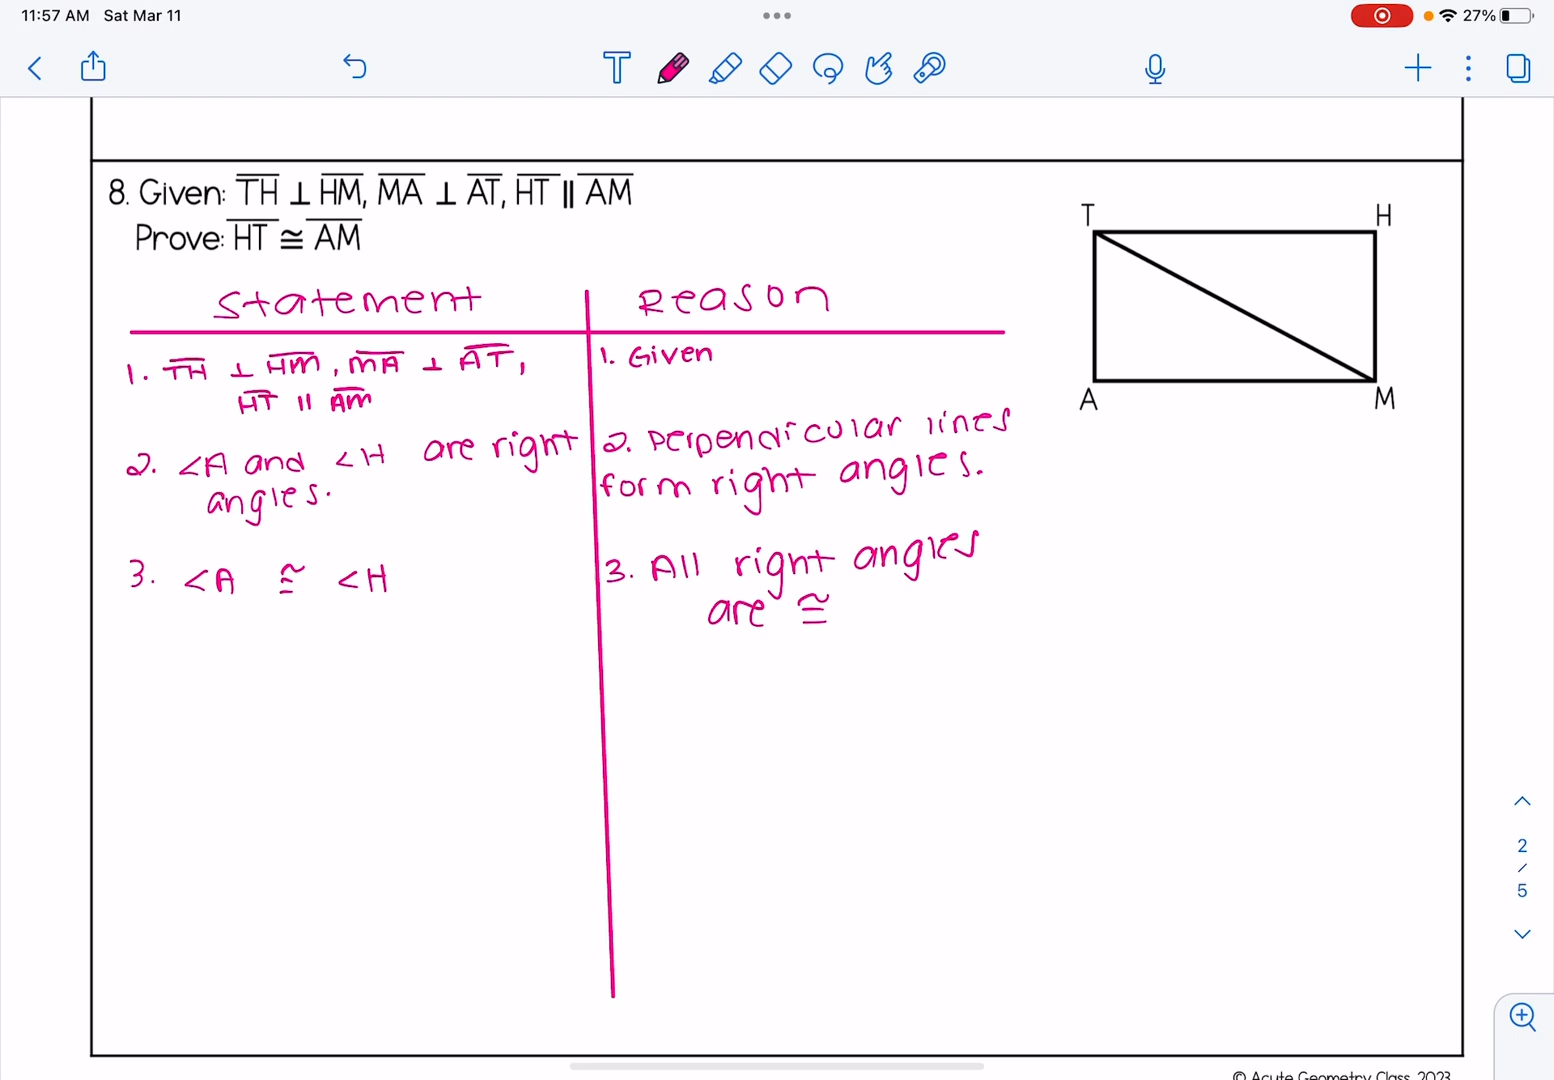 11:57 AM Sat Mar 11
27%
8. Given: TH ⊥ HM, MA ⊥ AT, HT ∥ AM
Prove: HT ≅ AM
T H
A M
Statement Reason
1. TH ⊥ HM, MA ⊥ AT, 1. Given
HT ∥ AM
2. <A and <H are right 2. Perpendicular lines
angles. form right angles.
3. <A ≅ <H 3. All right angles
are ≅
2
/
5
© Acute Geometry Class, 2023